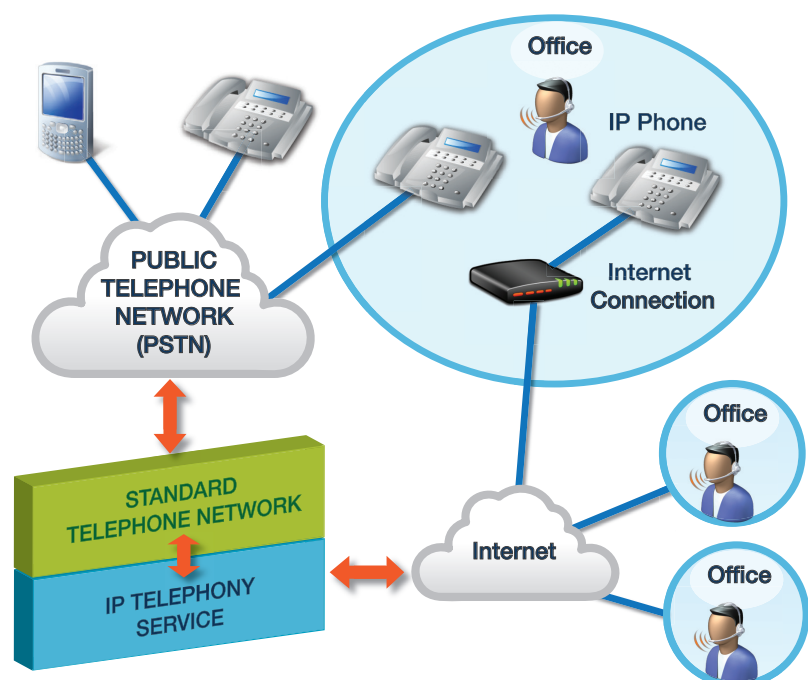 Office
IP Phone
Internet
Connection
PUBLIC
TELEPHONE
NETWORK
(PSTN)
STANDARD
TELEPHONE NETWORK
IP TELEPHONY
SERVICE
Internet
Office
Office